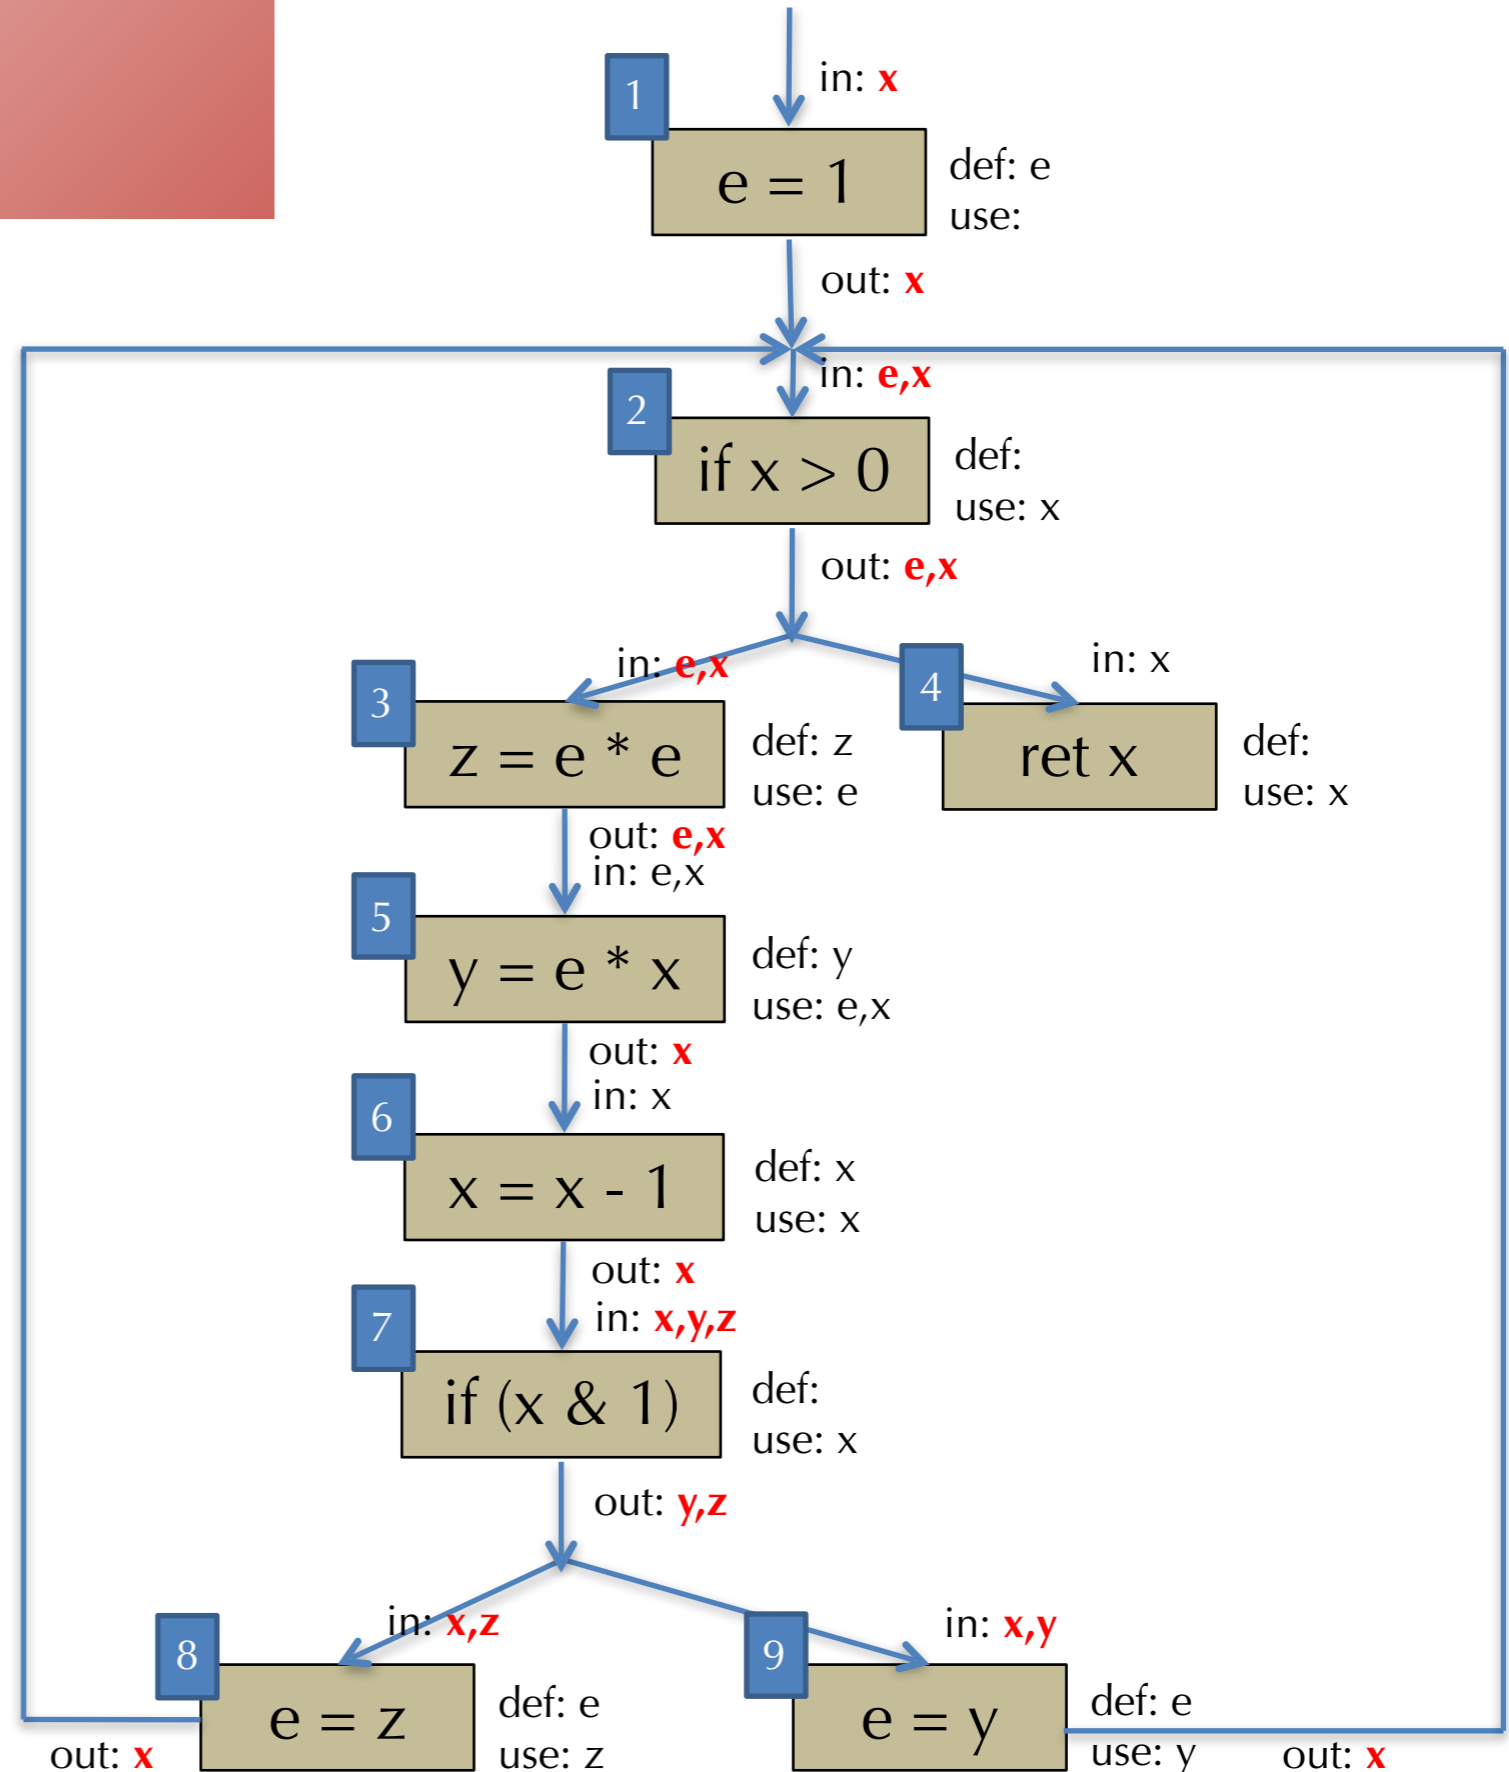 in: x
1
e = 1
def: e
use:
out: x
in: e,x
2
if x > 0
def:
use: x
out: e,x
in: e,x
3
z = e * e
def: z
use: e
in: x
4
ret x
def:
use: x
out: e,x
in: e,x
5
y = e * x
def: y
use: e,x
out: x
in: x
6
x = x - 1
def: x
use: x
out: x
in: x,y,z
7
if (x & 1)
def:
use: x
out: y,z
in: x,z
8
e = z
def: e
use: z
out: x
in: x,y
9
e = y
def: e
use: y
out: x